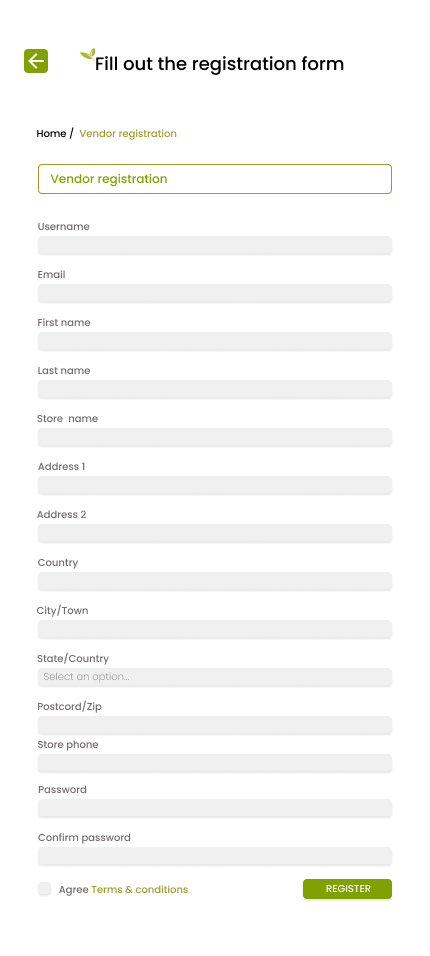 Fill out the registration form
Home / Vendor registration
Vendor registration
Username
Email
First name
Last name
Store name
Address 1
Address 2
Country
City/Town
State/Country
Select an option...
Postcord/Zip
Store phone
Password
Confirm password
Agree Terms & conditions
REGISTER